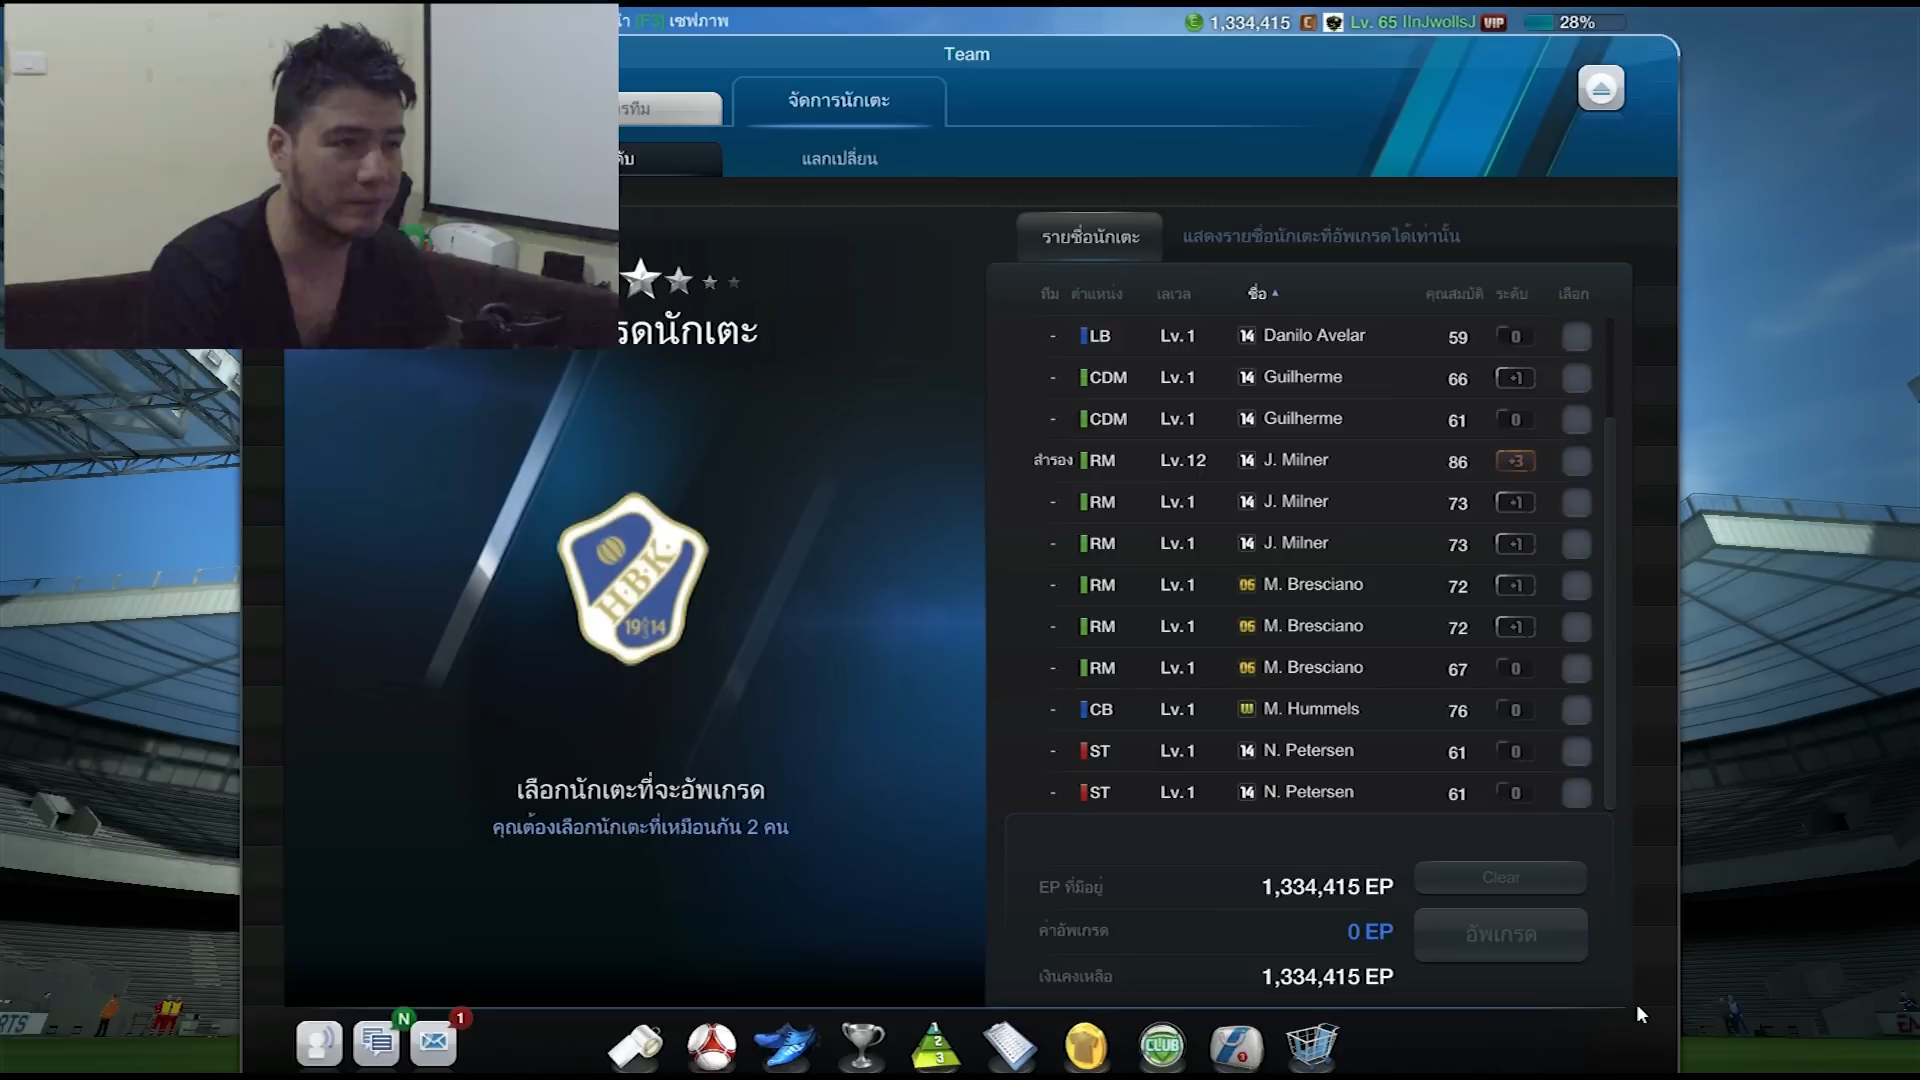 [F3] เซฟภาพ
1,334,415 Lv. 65 IInJwollsJ VIP 28%
Team
จัดการนักเตะ
แลกเปลี่ยน
รายชื่อนักเตะ แสดงรายชื่อนักเตะที่อัพเกรดได้เท่านั้น
ทีม ตำแหน่ง เลเวล ชื่อ คุณสมบัติ ระดับ เลือก
- LB Lv. 1 14 Danilo Avelar 59 0
- CDM Lv. 1 14 Guilherme 66 +1
- CDM Lv. 1 14 Guilherme 61 0
สำรอง RM Lv. 12 14 J. Milner 86 +3
- RM Lv. 1 14 J. Milner 73 +1
- RM Lv. 1 14 J. Milner 73 +1
- RM Lv. 1 06 M. Bresciano 72 +1
- RM Lv. 1 06 M. Bresciano 72 +1
- RM Lv. 1 06 M. Bresciano 67 0
- CB Lv. 1 W M. Hummels 76 0
- ST Lv. 1 14 N. Petersen 61 0
- ST Lv. 1 14 N. Petersen 61 0
รดนักเตะ
H.B.K.
1914
เลือกนักเตะที่จะอัพเกรด
คุณต้องเลือกนักเตะที่เหมือนกัน 2 คน
EP ที่มีอยู่ 1,334,415 EP Clear
ค่าอัพเกรด 0 EP อัพเกรด
เงินคงเหลือ 1,334,415 EP
N 1
1 2 3
CLUB